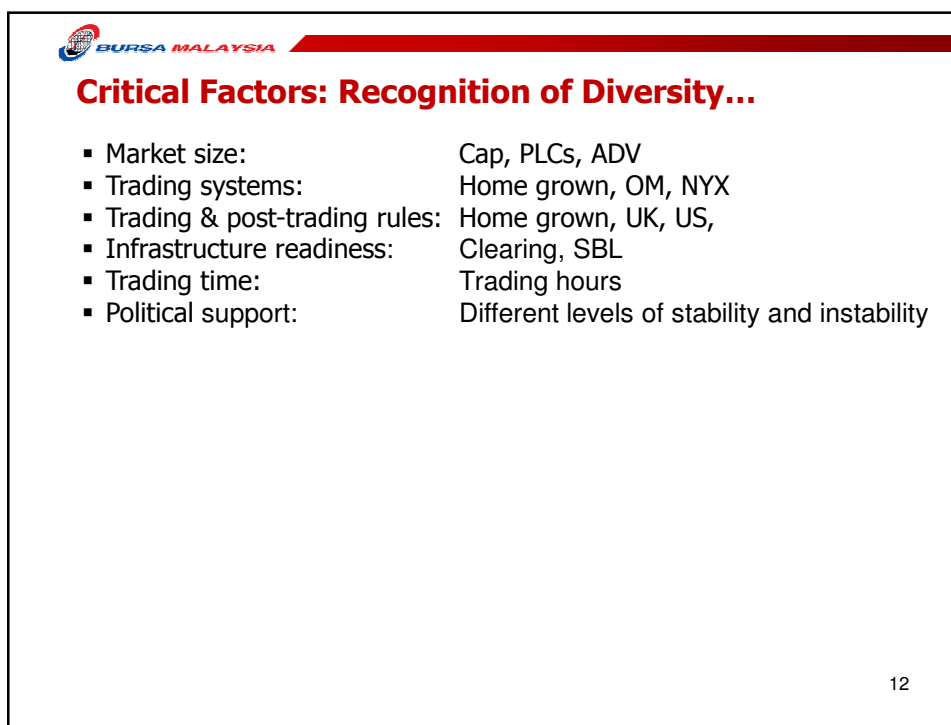 BURSA MALAYSIA
Critical Factors: Recognition of Diversity…
▪ Market size: Cap, PLCs, ADV
▪ Trading systems: Home grown, OM, NYX
▪ Trading & post-trading rules: Home grown, UK, US,
▪ Infrastructure readiness: Clearing, SBL
▪ Trading time: Trading hours
▪ Political support: Different levels of stability and instability
12